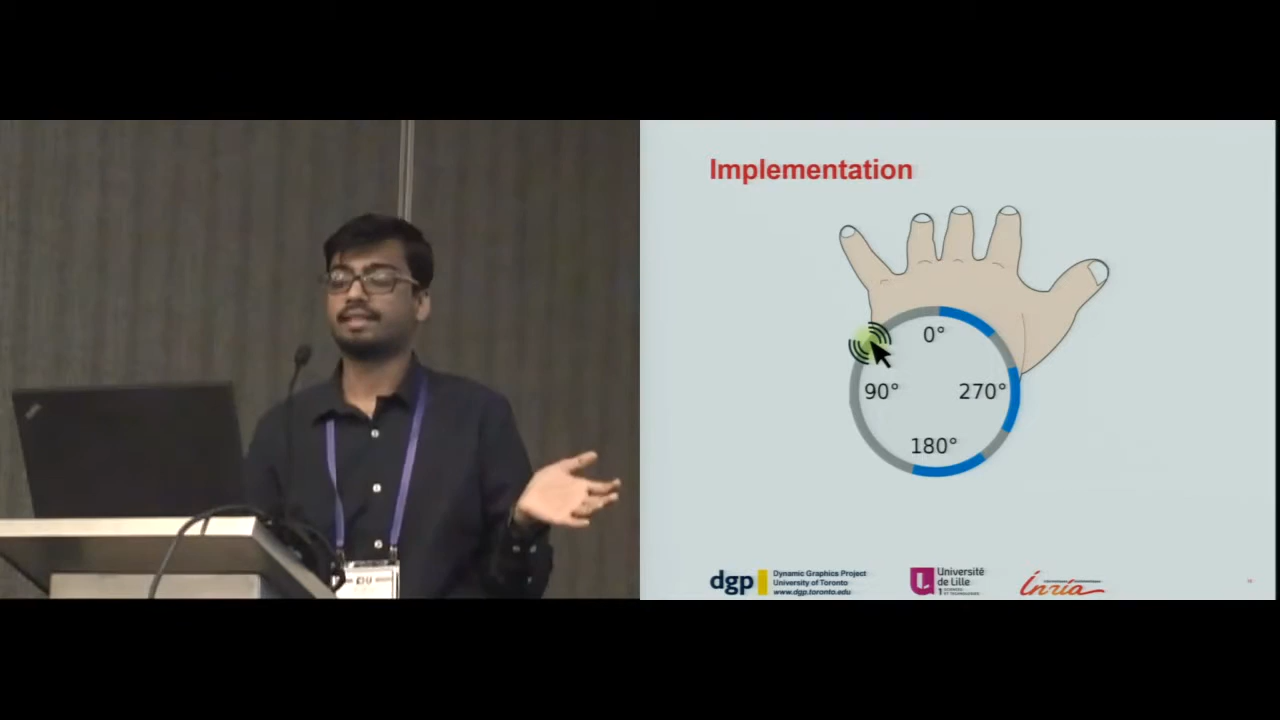 Implementation
0°
90°
270°
180°
dgp
Dynamic Graphics Project
University of Toronto
www.dgp.toronto.edu
Université
de Lille
Inria